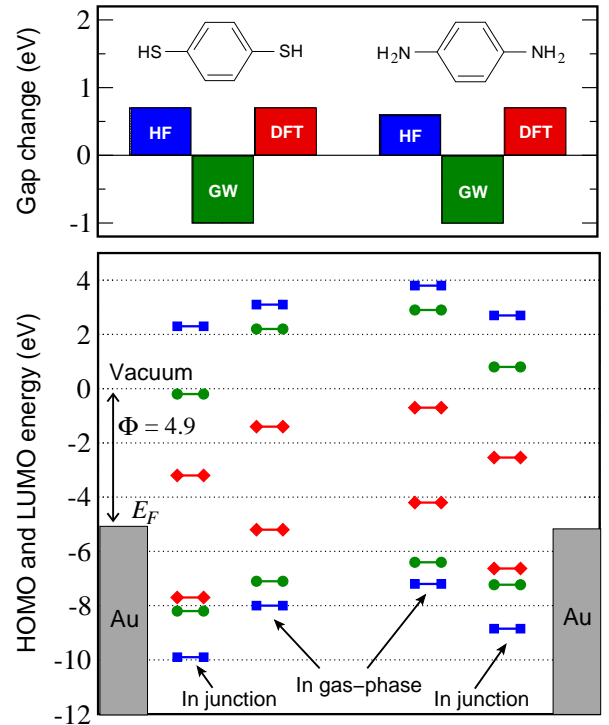 Gap change (eV)
2
1
0
-1
HS
SH
H₂N
NH₂
HF
GW
DFT
HF
GW
DFT
HOMO and LUMO energy (eV)
4
2
0
-2
-4
-6
-8
-10
-12
Vacuum
Φ = 4.9
E_F
Au
Au
In junction
In gas–phase
In junction